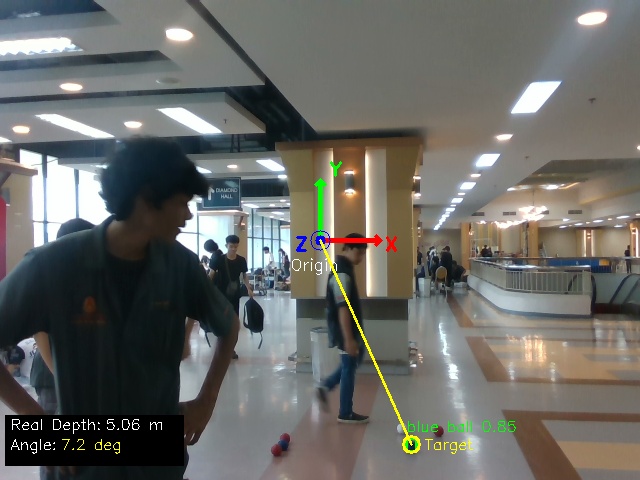 DIAMOND
HALL
Y
Z
X
Origin
blue ball 0.85
Target
Real Depth: 5.06 m
Angle: 7.2 deg